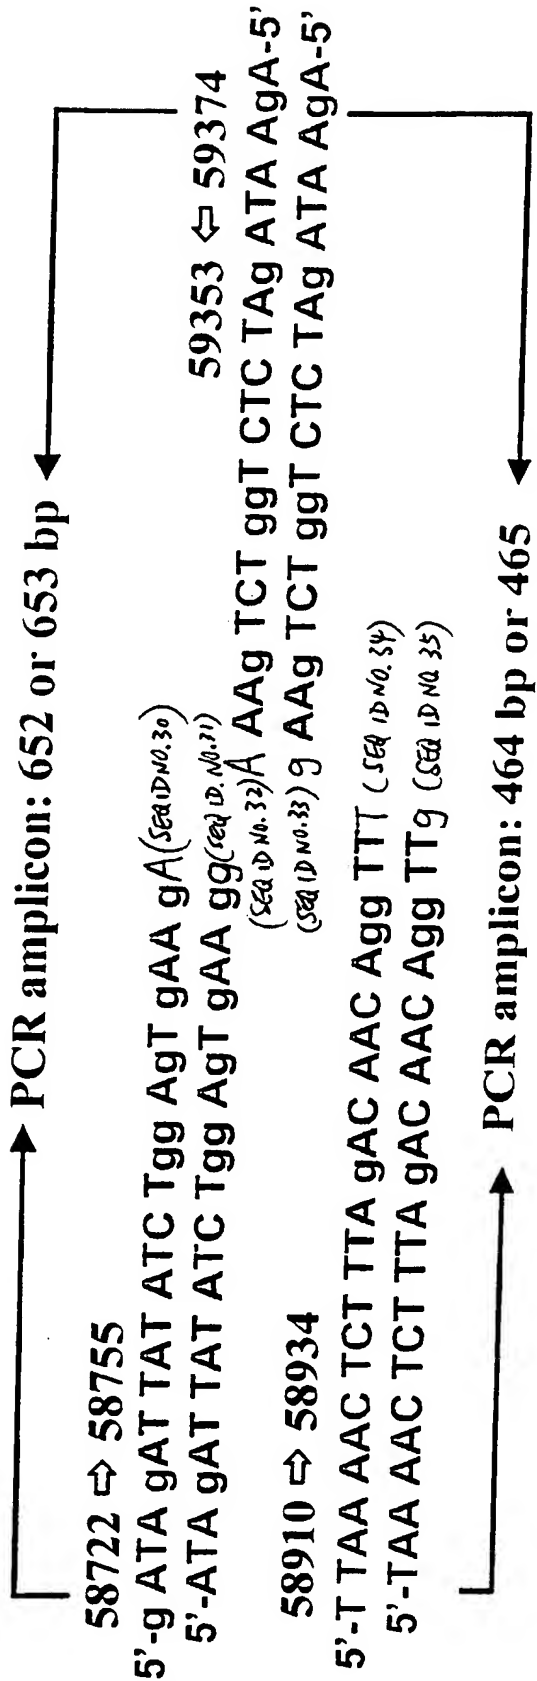 PCR amplicon: 652 or 653 bp
58722 ⇨ 58755
5’-g ATA gAT TAT ATC Tgg AgT gAA gA(SEQ ID NO.30)
5’-ATA gAT TAT ATC Tgg AgT gAA gg(SEQ ID. NO.31)
59353 ⇦ 59374
(SEQ ID NO.32)A AAg TCT ggT CTC TAg ATA AgA-5’
(SEQ ID NO.33)g AAg TCT ggT CTC TAg ATA AgA-5’
58910 ⇨ 58934
5’-T TAA AAC TCT TTA gAC AAC Agg TTT (SEQ ID NO.34)
5’-TAA AAC TCT TTA gAC AAC Agg TTg (SEQ ID NO.35)
PCR amplicon: 464 bp or 465